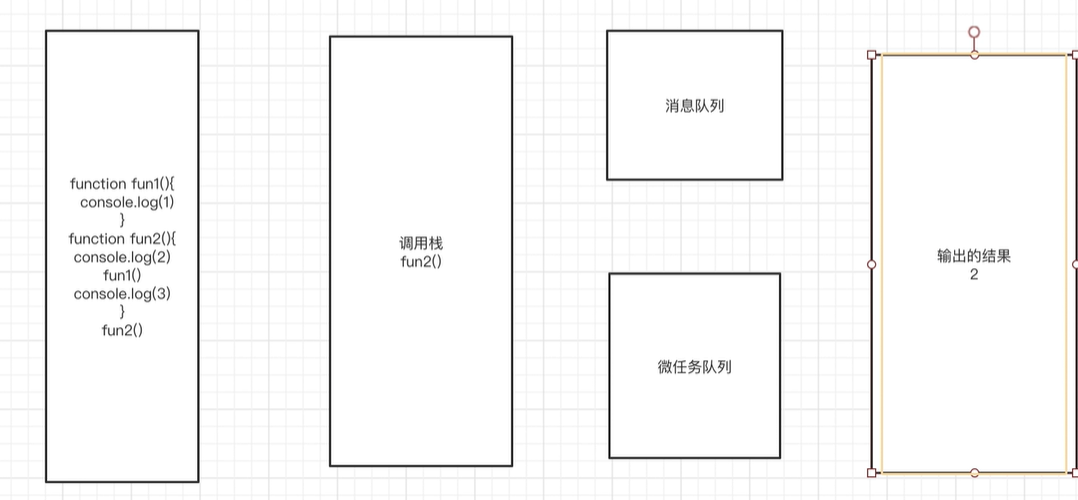 function fun1(){
console.log(1)
}
function fun2(){
console.log(2)
fun1()
console.log(3)
}
fun2()
调用栈
fun2()
消息队列
微任务队列
输出的结果
2